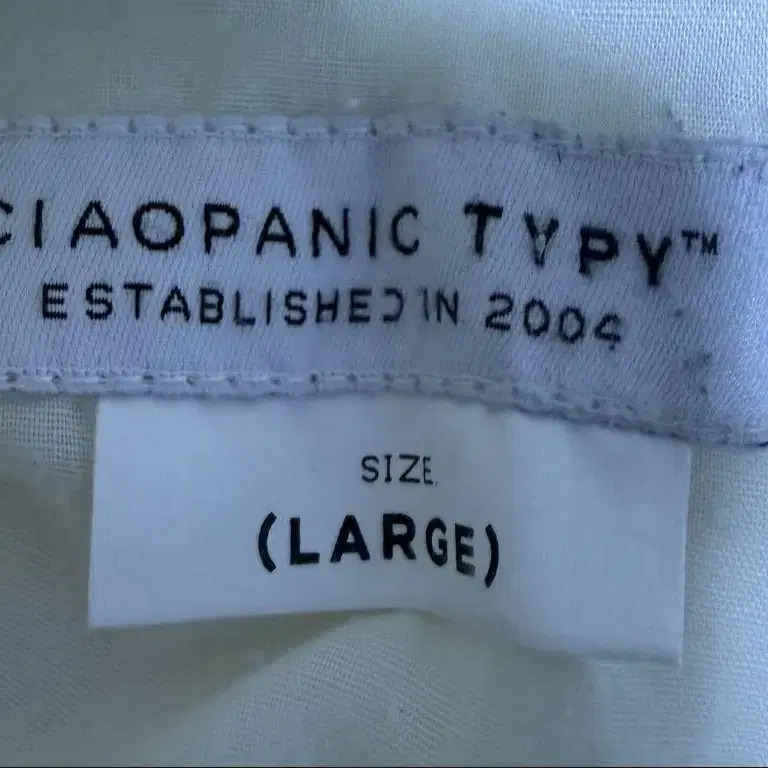 CIAOPANIC TYPY™
ESTABLISHED IN 2004
SIZE
(LARGE)